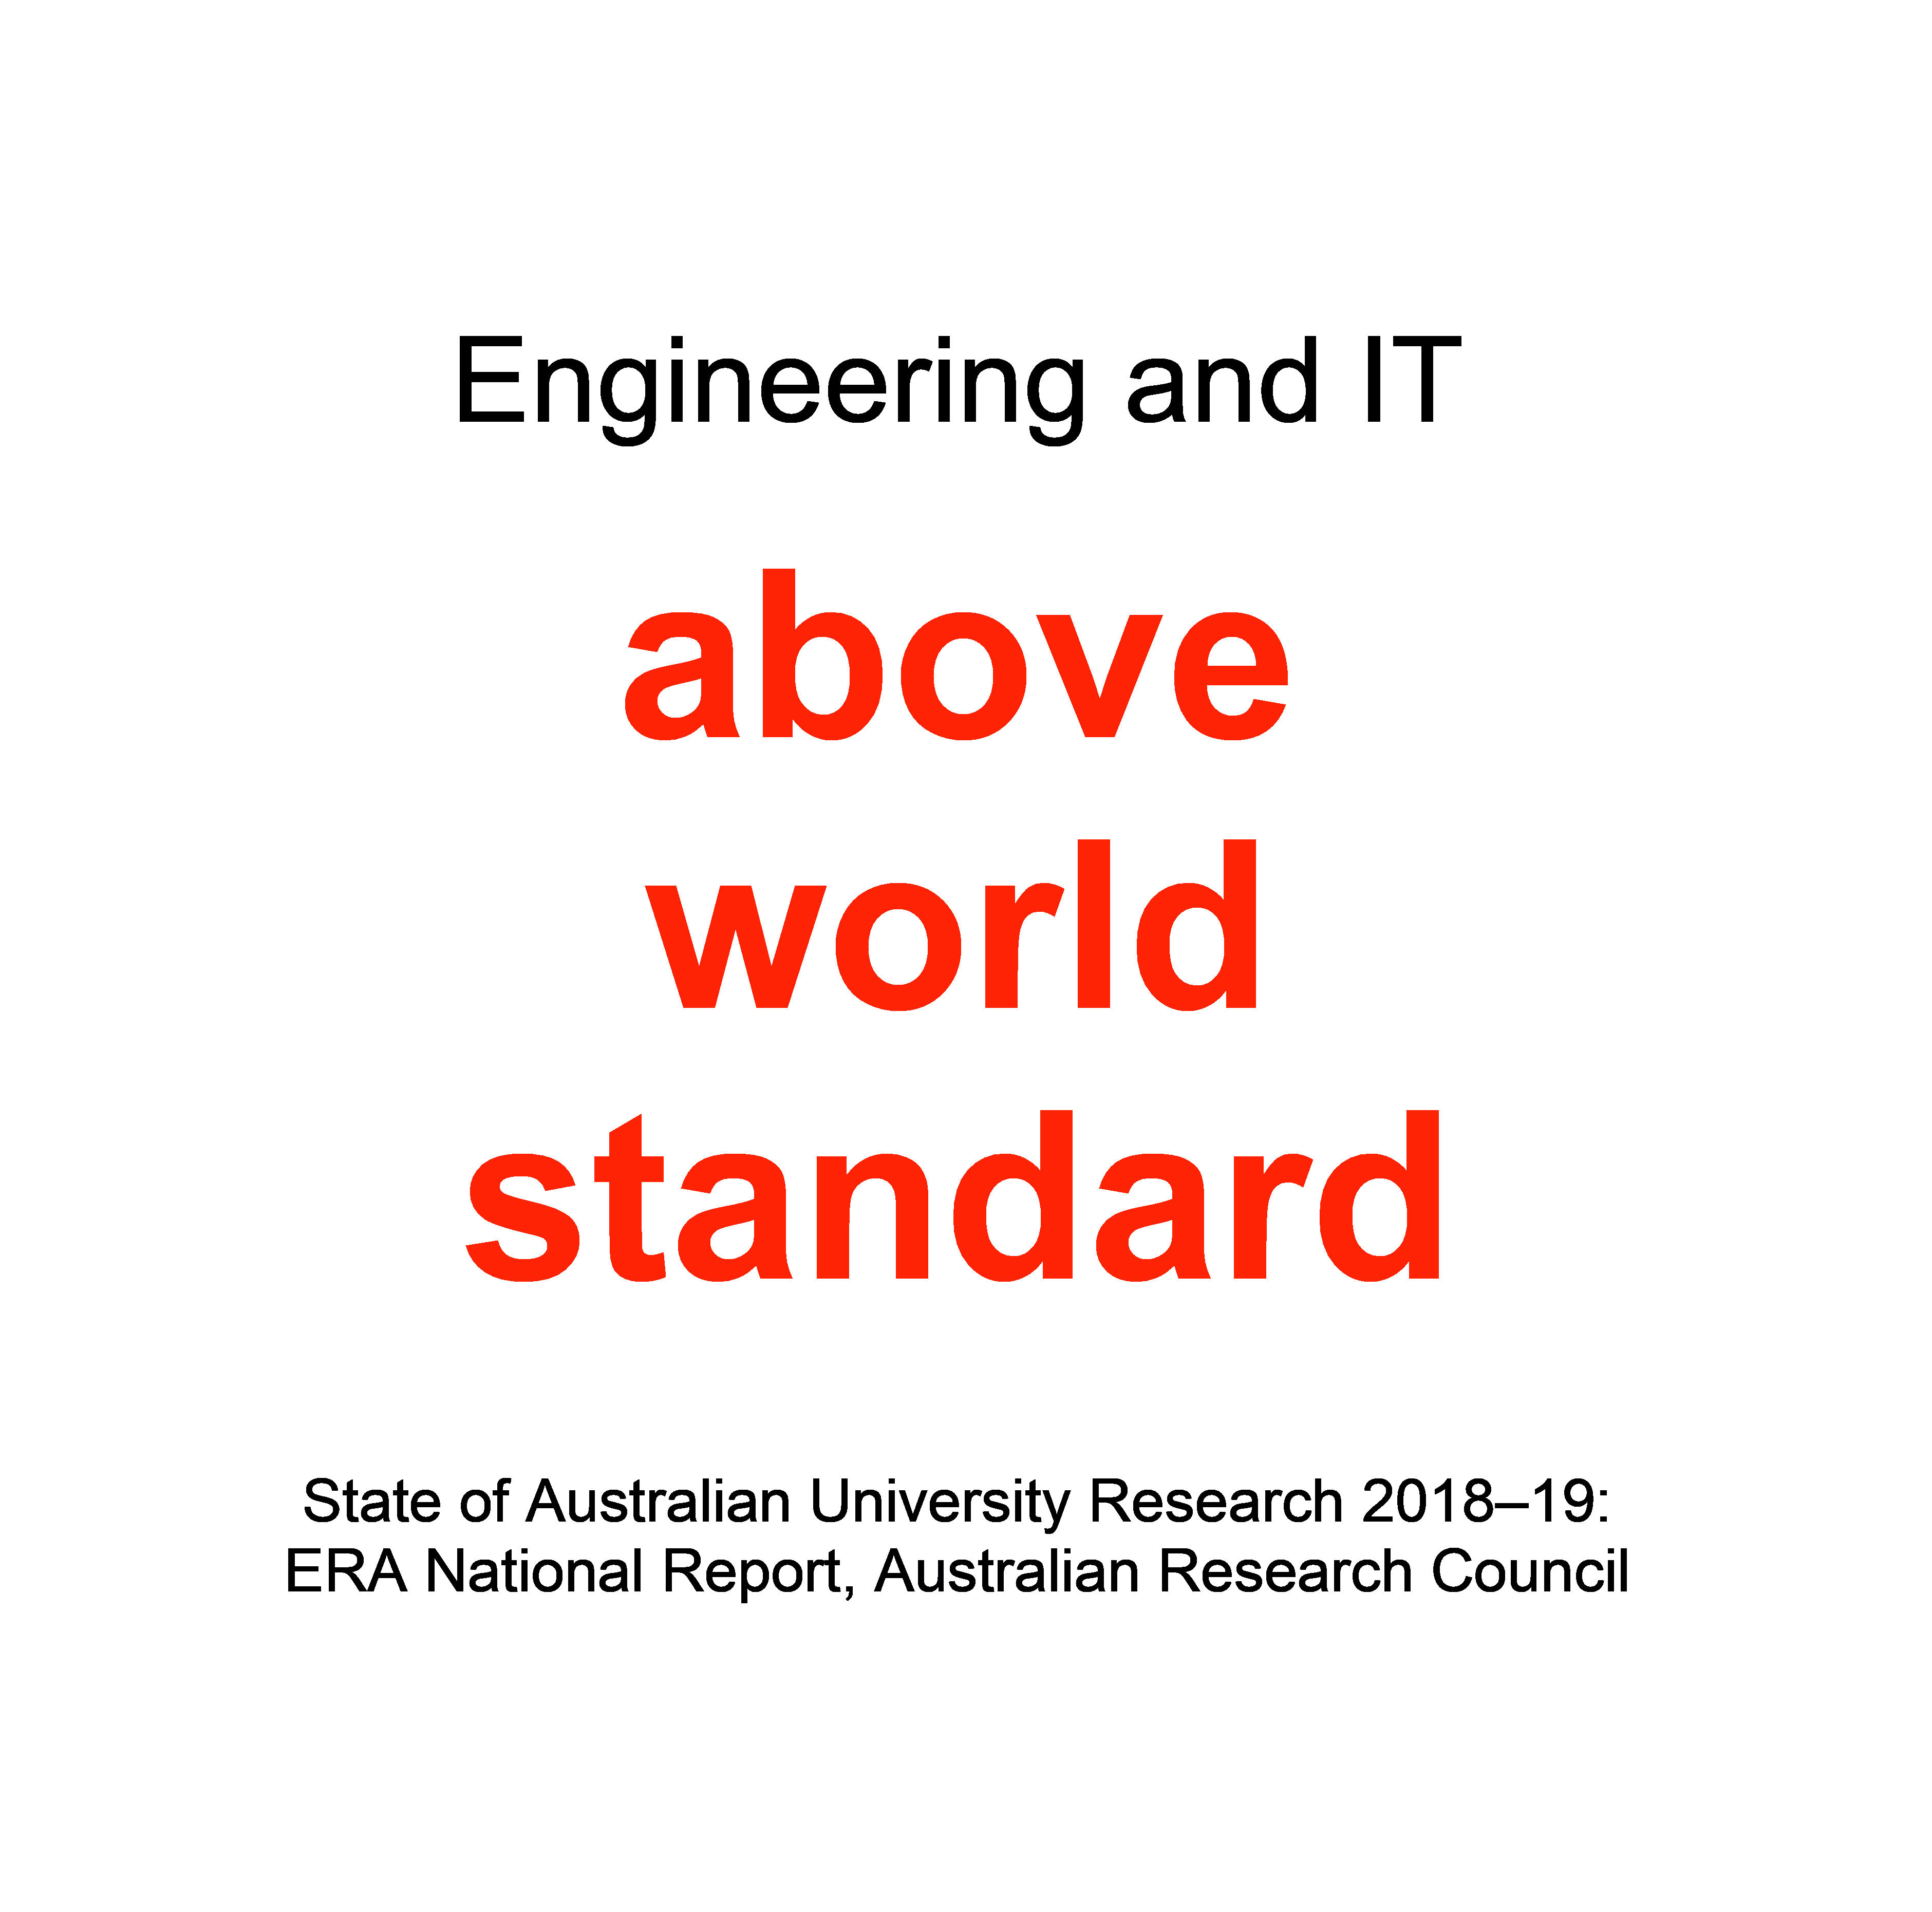 Engineering and IT
above
world
standard
State of Australian University Research 2018–19:
ERA National Report, Australian Research Council